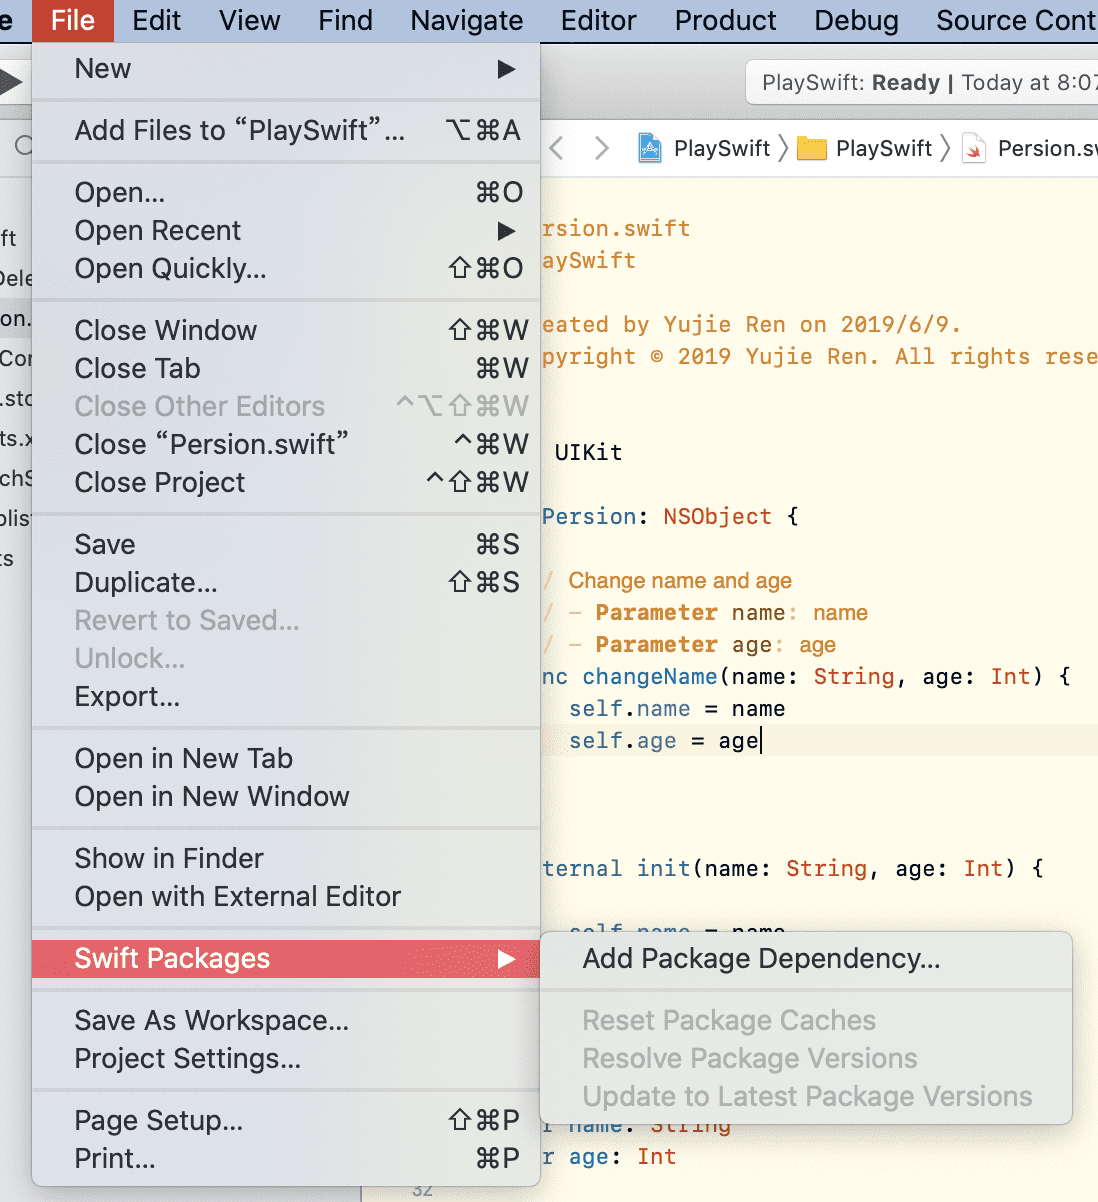 e File Edit View Find Navigate Editor Product Debug Source Cont
PlaySwift: Ready | Today at 8:07
PlaySwift PlaySwift Persion.sw
New
Add Files to “PlaySwift”... ⌥⌘A
Open... ⌘O
Open Recent
Open Quickly... ⇧⌘O
Close Window ⇧⌘W
Close Tab ⌘W
Close Other Editors ^⌥⇧⌘W
Close “Persion.swift” ^⌘W
Close Project ^⇧⌘W
Save ⌘S
Duplicate... ⇧⌘S
Revert to Saved...
Unlock...
Export...
Open in New Tab
Open in New Window
Show in Finder
Open with External Editor
Swift Packages
Save As Workspace...
Project Settings...
Page Setup... ⇧⌘P
Print... ⌘P
Add Package Dependency...
Reset Package Caches
Resolve Package Versions
Update to Latest Package Versions
ft
Dele
on.
Cor
.sto
ts.x
chS
plist
ts
rsion.swift
aySwift
eated by Yujie Ren on 2019/6/9.
pyright © 2019 Yujie Ren. All rights rese
UIKit
Persion: NSObject {
/ Change name and age
/ - Parameter name: name
/ - Parameter age: age
nc changeName(name: String, age: Int) {
self.name = name
self.age = age
ternal init(name: String, age: Int) {
self.name = name
r name: String
r age: Int
32